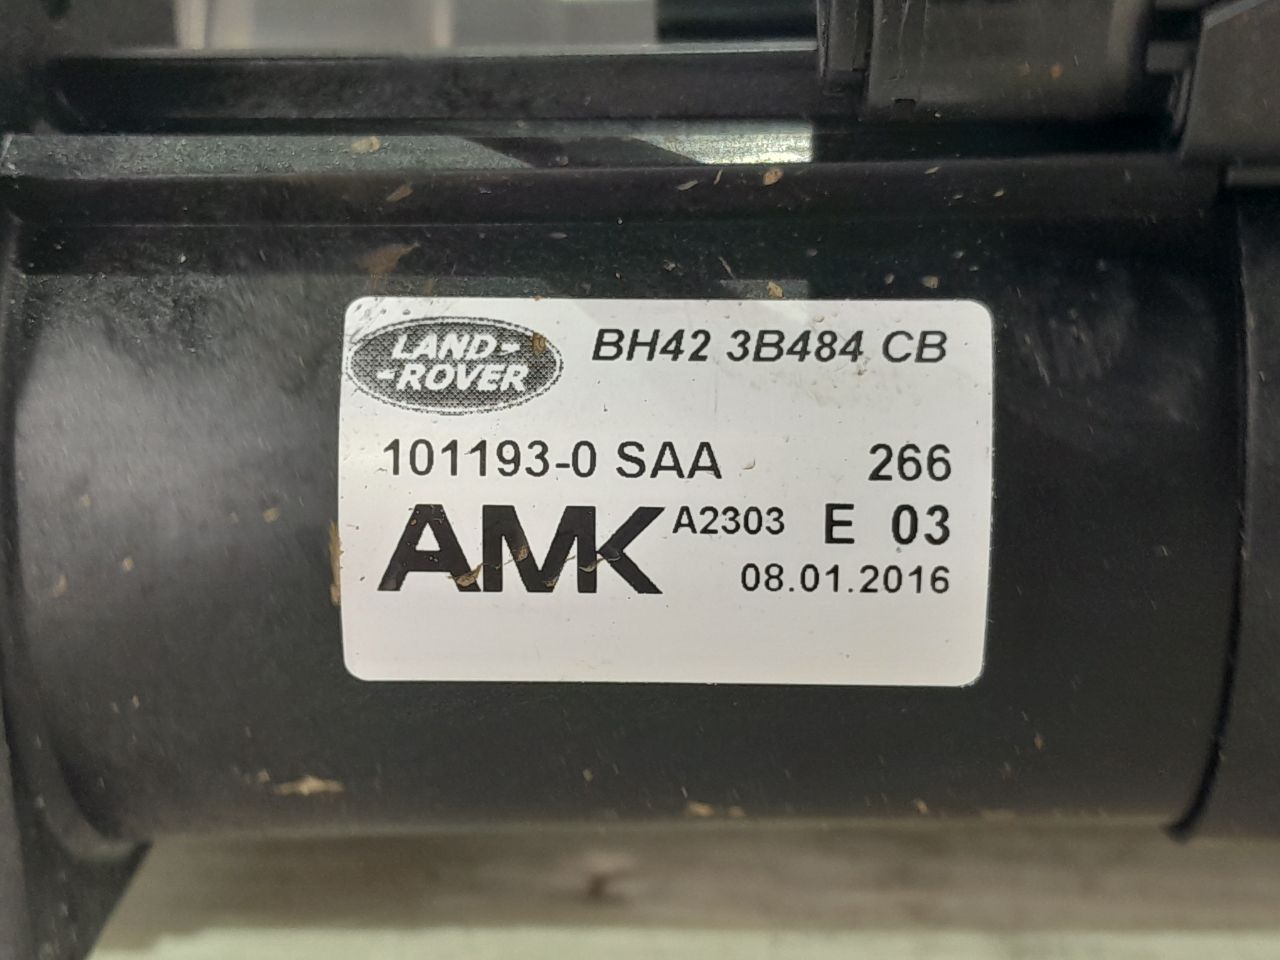 LAND-
-ROVER
BH42 3B484 CB
101193-0 SAA 266
AMK A2303 E 03
08.01.2016